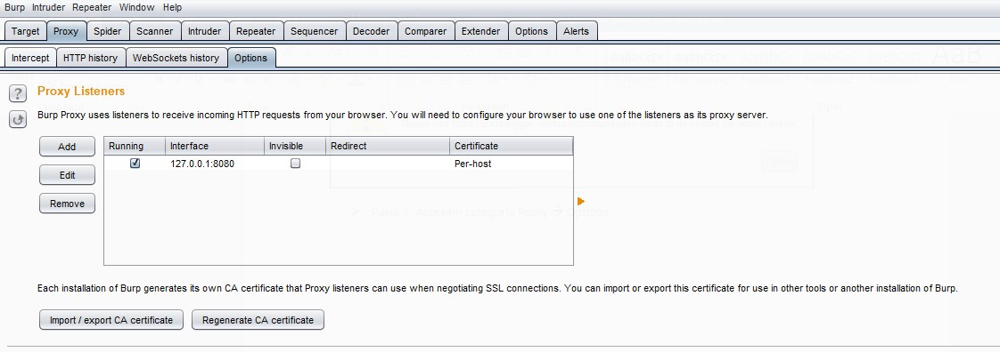 Burp Intruder Repeater Window Help
Target Proxy Spider Scanner Intruder Repeater Sequencer Decoder Comparer Extender Options Alerts
Intercept HTTP history WebSockets history Options
? Proxy Listeners
Burp Proxy uses listeners to receive incoming HTTP requests from your browser. You will need to configure your browser to use one of the listeners as its proxy server.
Add Running Interface Invisible Redirect Certificate
127.0.0.1:8080 Per-host
Edit
Remove
Each installation of Burp generates its own CA certificate that Proxy listeners can use when negotiating SSL connections. You can import or export this certificate for use in other tools or another installation of Burp.
Import / export CA certificate Regenerate CA certificate